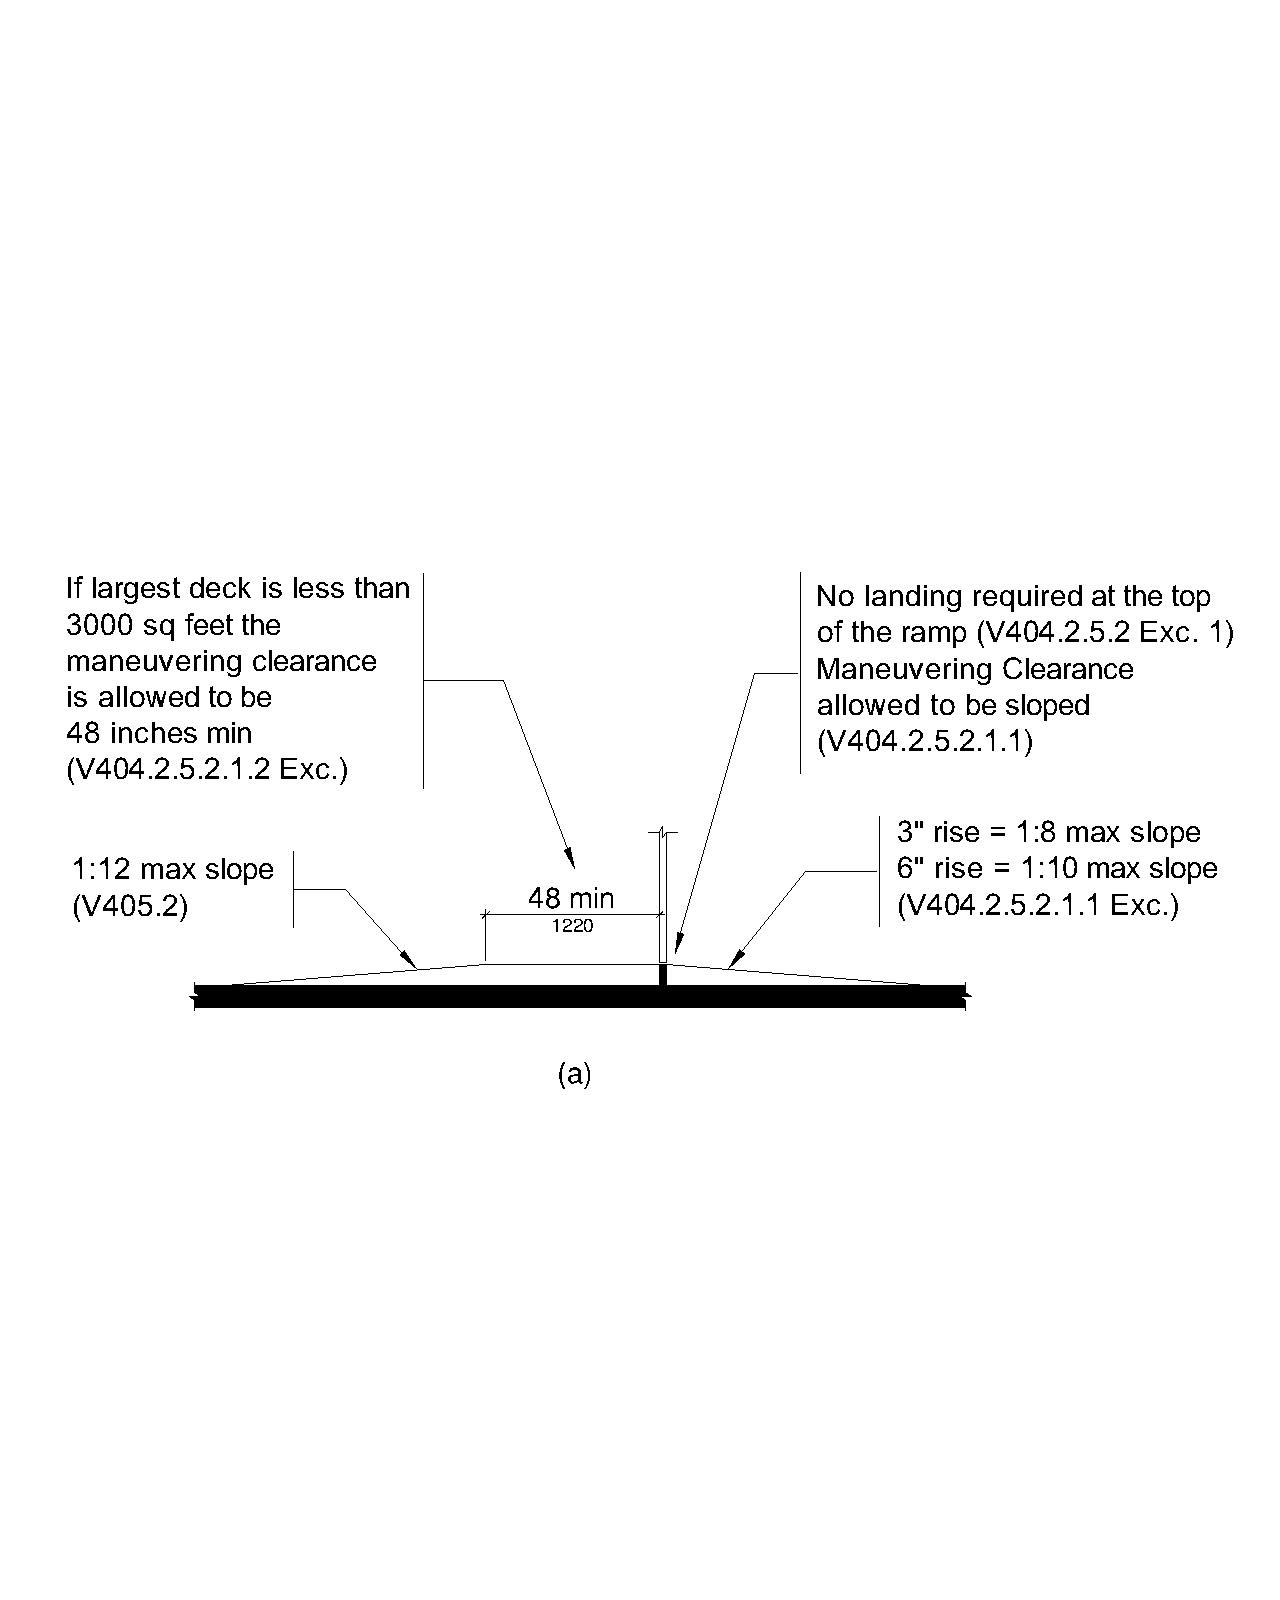 If largest deck is less than
3000 sq feet the
maneuvering clearance
is allowed to be
48 inches min
(V404.2.5.2.1.2 Exc.)
No landing required at the top
of the ramp (V404.2.5.2 Exc. 1)
Maneuvering Clearance
allowed to be sloped
(V404.2.5.2.1.1)
1:12 max slope
(V405.2)
48 min
1220
3" rise = 1:8 max slope
6" rise = 1:10 max slope
(V404.2.5.2.1.1 Exc.)
(a)